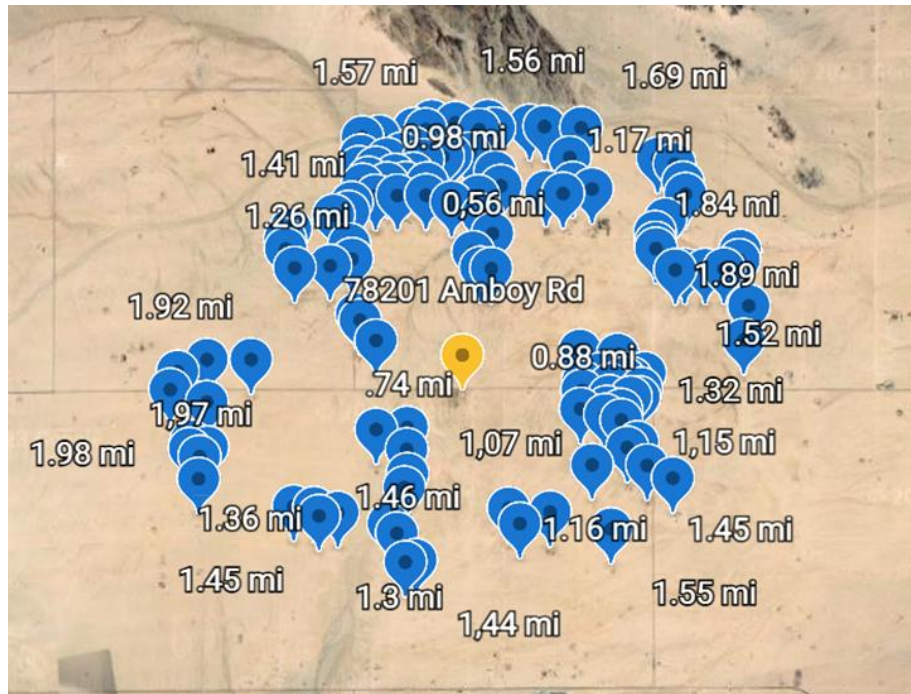 1.57 mi
1.56 mi
1.69 mi
0.98 mi
1.17 mi
1.41 mi
1.26 mi
0,56 mi
1.84 mi
1.89 mi
78201 Amboy Rd
1.92 mi
1.52 mi
0.88 mi
.74 mi
1.32 mi
1,97 mi
1.98 mi
1,07 mi
1,15 mi
1.46 mi
1.36 mi
1.16 mi
1.45 mi
1.45 mi
1.3 mi
1.55 mi
1,44 mi